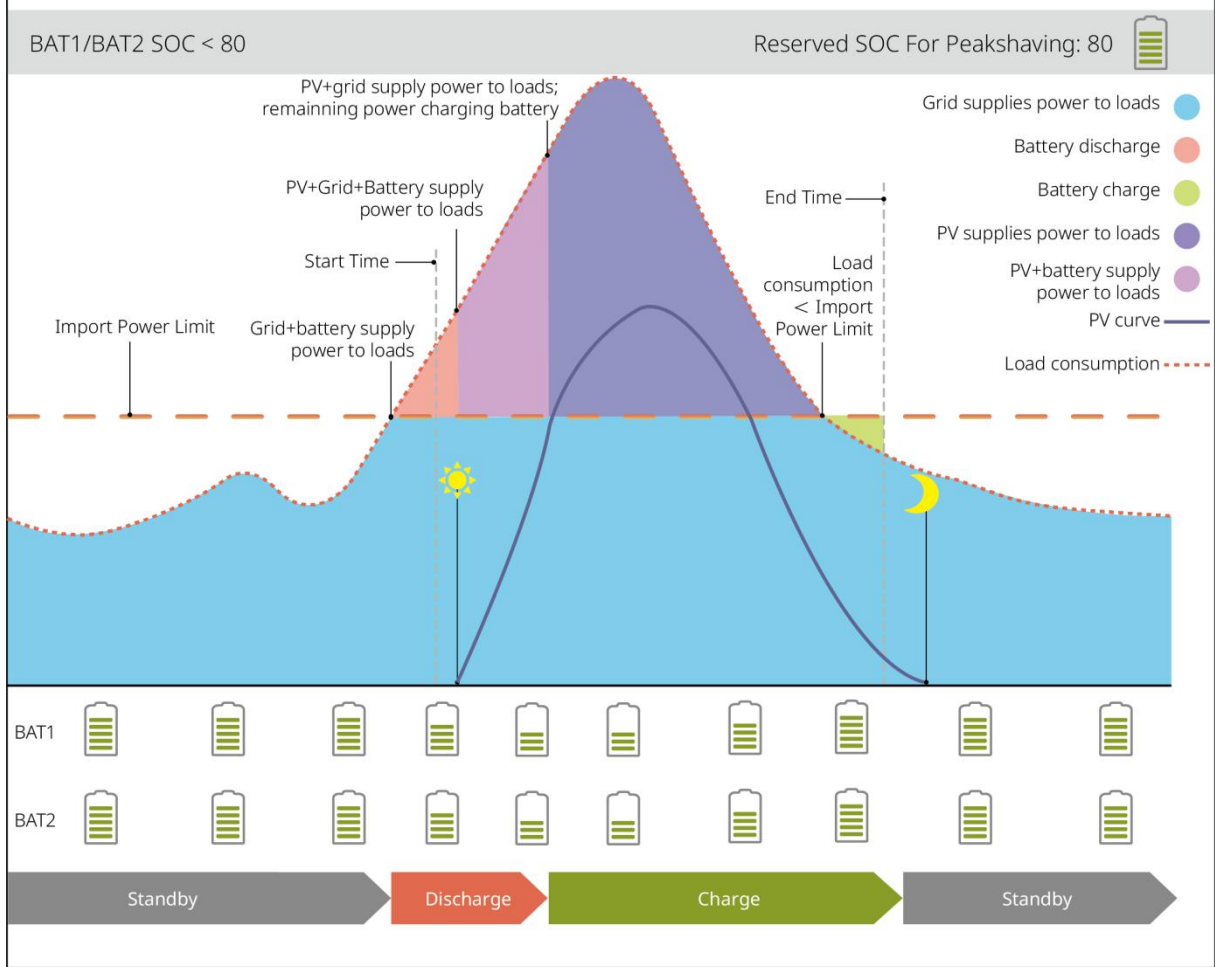 BAT1/BAT2 SOC < 80
Reserved SOC For Peakshaving: 80
PV+grid supply power to loads;
remainning power charging battery
PV+Grid+Battery supply
power to loads
Start Time
Import Power Limit
Grid+battery supply
power to loads
End Time
Load
consumption
< Import
Power Limit
Grid supplies power to loads
Battery discharge
Battery charge
PV supplies power to loads
PV+battery supply
power to loads
PV curve
Load consumption
BAT1
BAT2
Standby
Discharge
Charge
Standby